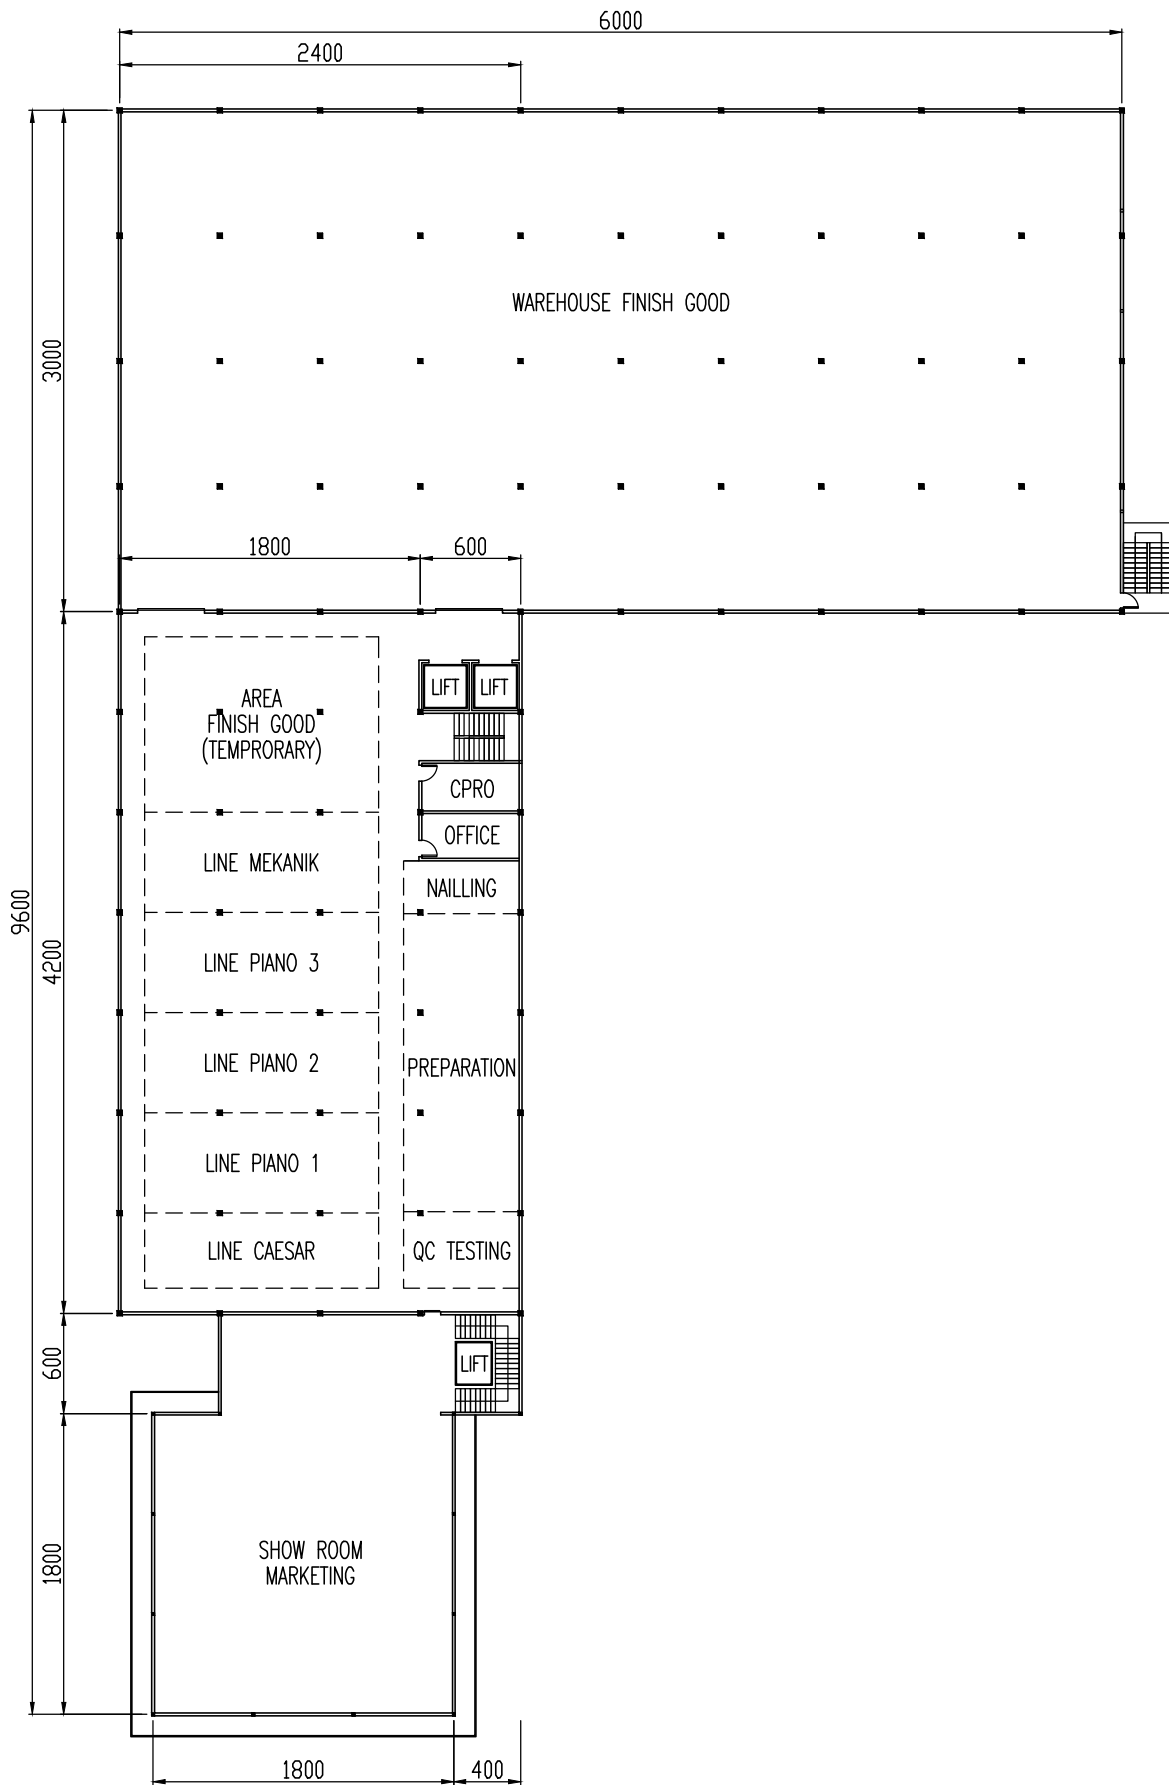 6000
2400
WAREHOUSE FINISH GOOD
3000
1800
600
LIFT
LIFT
AREA
FINISH GOOD
(TEMPRORARY)
CPRO
OFFICE
LINE MEKANIK
NAILLING
9600
4200
LINE PIANO 3
LINE PIANO 2
PREPARATION
LINE PIANO 1
LINE CAESAR
QC TESTING
600
LIFT
1800
SHOW ROOM
MARKETING
1800
400